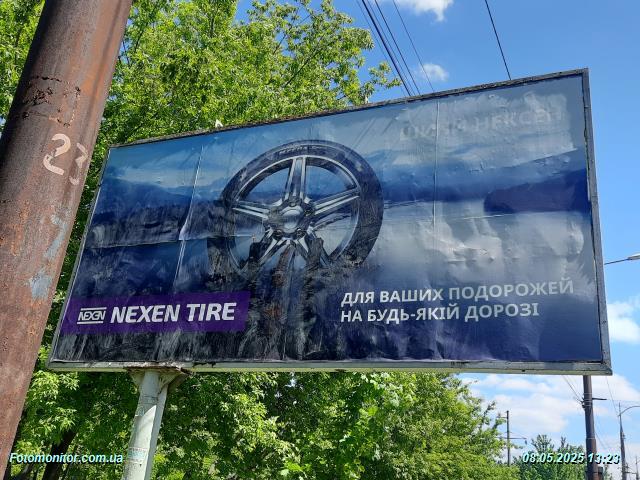 23
ШИНИ НЕКСЕН
NEXEN NEXEN TIRE
ДЛЯ ВАШИХ ПОДОРОЖЕЙ
НА БУДЬ-ЯКІЙ ДОРОЗІ
Fotomonitor.com.ua
08.05.2025 13:23